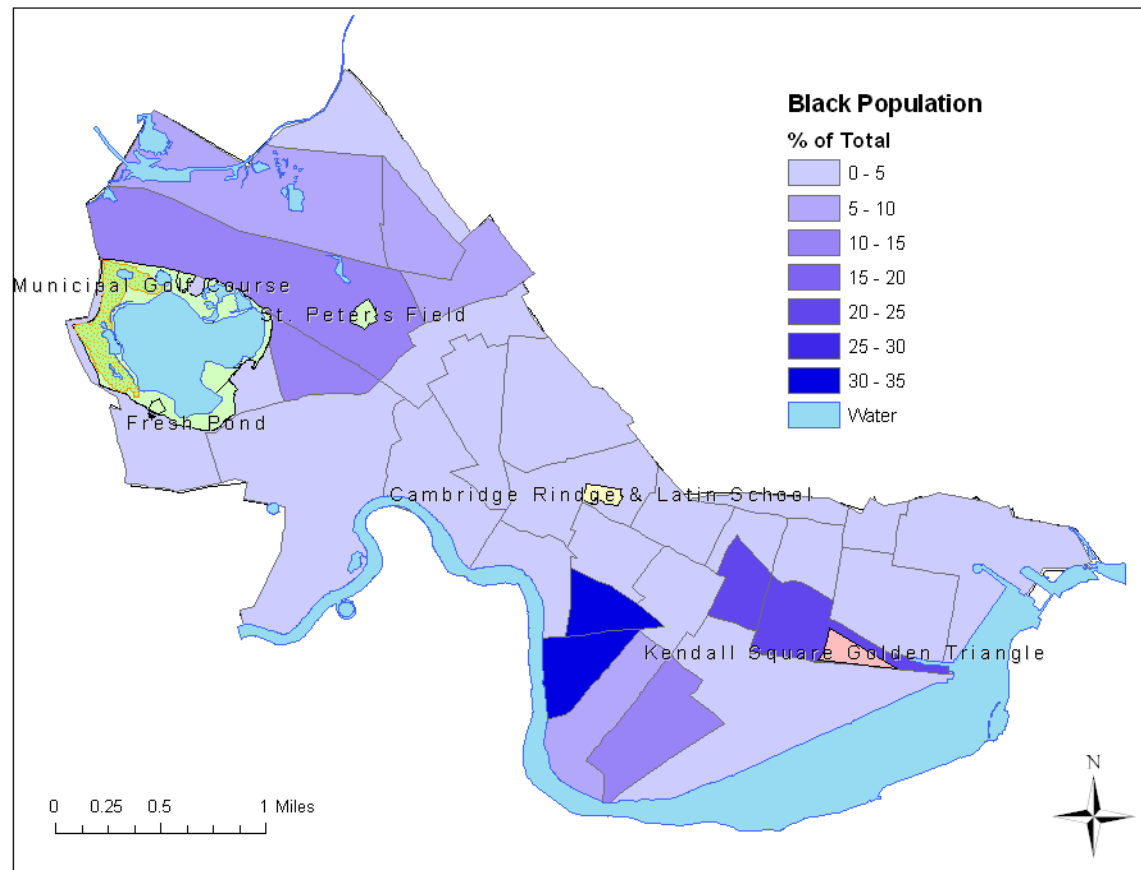 Black Population
% of Total
0 - 5
5 - 10
10 - 15
15 - 20
20 - 25
25 - 30
30 - 35
Water
Municipal Golf Course
St. Peter's Field
Fresh Pond
Cambridge Rindge & Latin School
Kendall Square Golden Triangle
0 0.25 0.5 1 Miles
N